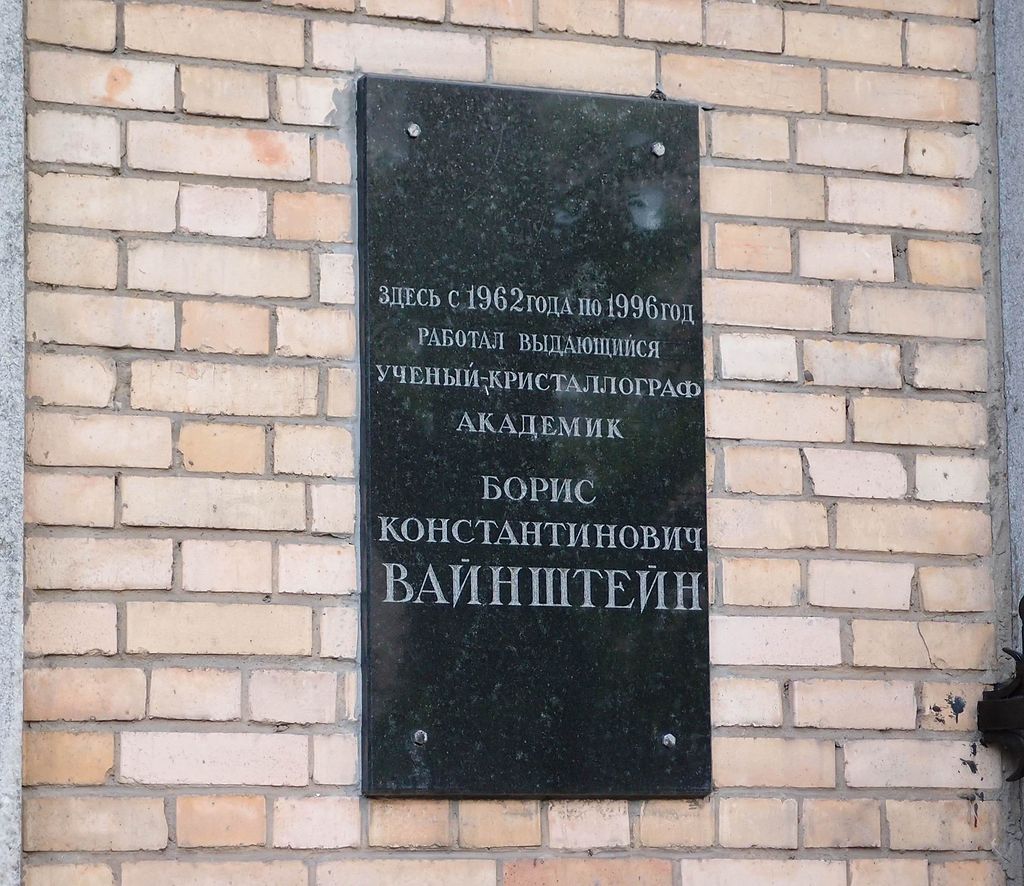 ЗДЕСЬ С 1962 ГОДА ПО 1996 ГОД
РАБОТАЛ ВЫДАЮЩИЙСЯ
УЧЕНЫЙ-КРИСТАЛЛОГРАФ
АКАДЕМИК
БОРИС
КОНСТАНТИНОВИЧ
ВАЙНШТЕЙН